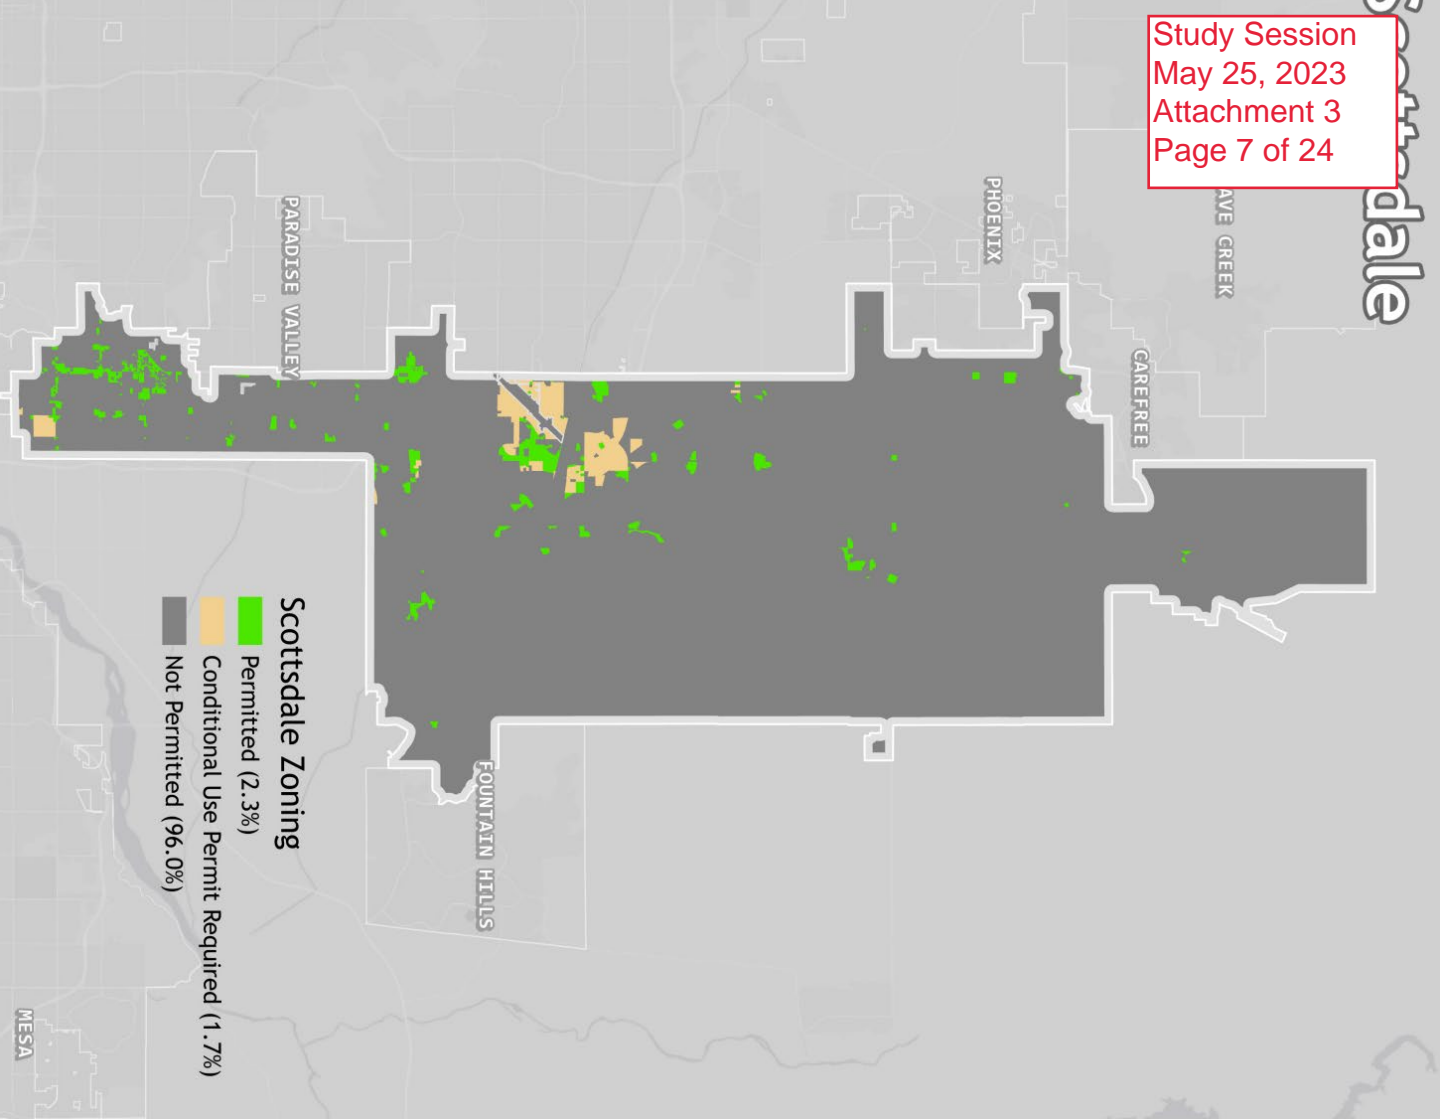 Study Session
May 25, 2023
Attachment 3
Page 7 of 24
PHOENIX
CAREFREE
PARADISE VALLEY
FOUNTAIN HILLS
MESA
CREEK
Scottsdale Zoning
Permitted (2.3%)
Conditional Use Permit Required (1.7%)
Not Permitted (96.0%)